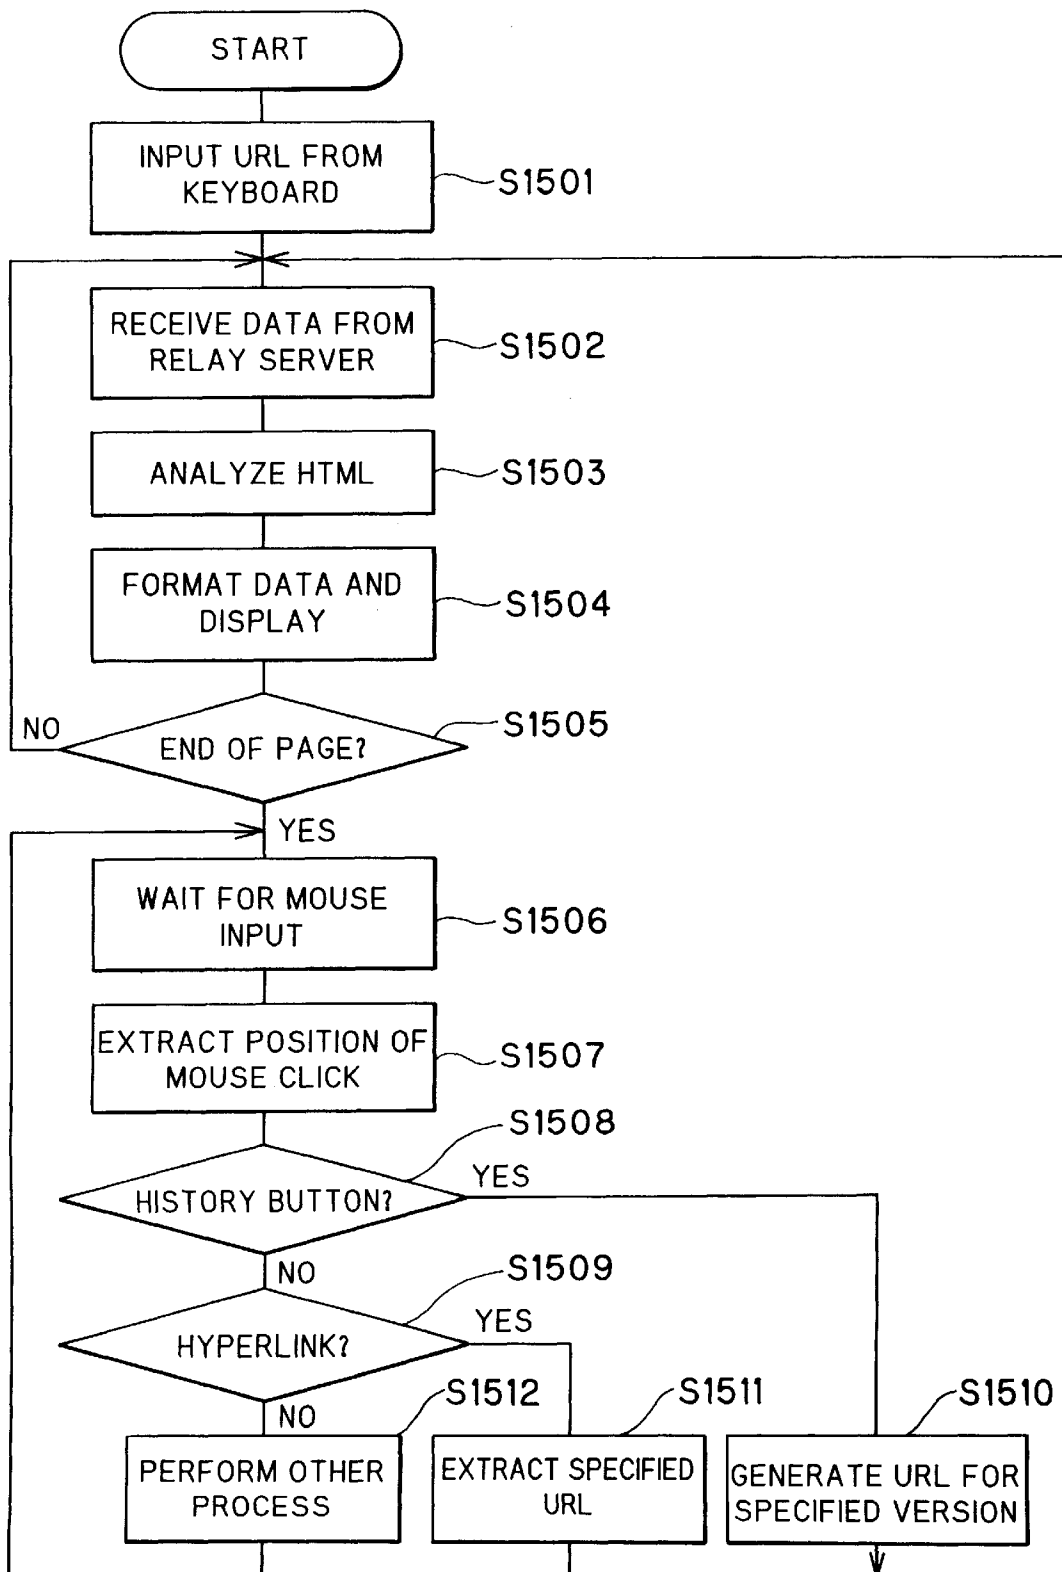 START
INPUT URL FROM
KEYBOARD
S1501
RECEIVE DATA FROM
RELAY SERVER
S1502
ANALYZE HTML
S1503
FORMAT DATA AND
DISPLAY
S1504
NO
END OF PAGE?
S1505
YES
WAIT FOR MOUSE
INPUT
S1506
EXTRACT POSITION OF
MOUSE CLICK
S1507
S1508
HISTORY BUTTON?
YES
NO
S1509
HYPERLINK?
YES
NO
S1512
S1511
S1510
PERFORM OTHER
PROCESS
EXTRACT SPECIFIED
URL
GENERATE URL FOR
SPECIFIED VERSION